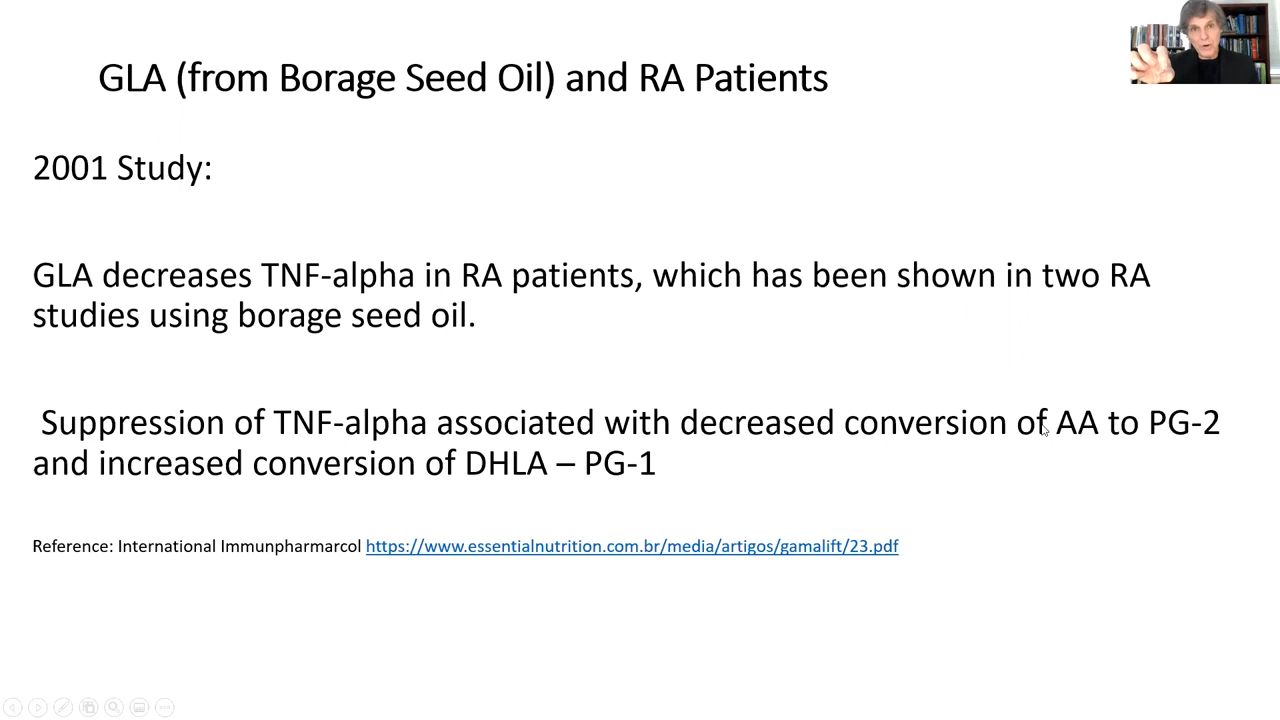 GLA (from Borage Seed Oil) and RA Patients
2001 Study:
GLA decreases TNF-alpha in RA patients, which has been shown in two RA
studies using borage seed oil.
Suppression of TNF-alpha associated with decreased conversion of AA to PG-2
and increased conversion of DHLA – PG-1
Reference: International Immunpharmarcol https://www.essentialnutrition.com.br/media/artigos/gamalift/23.pdf